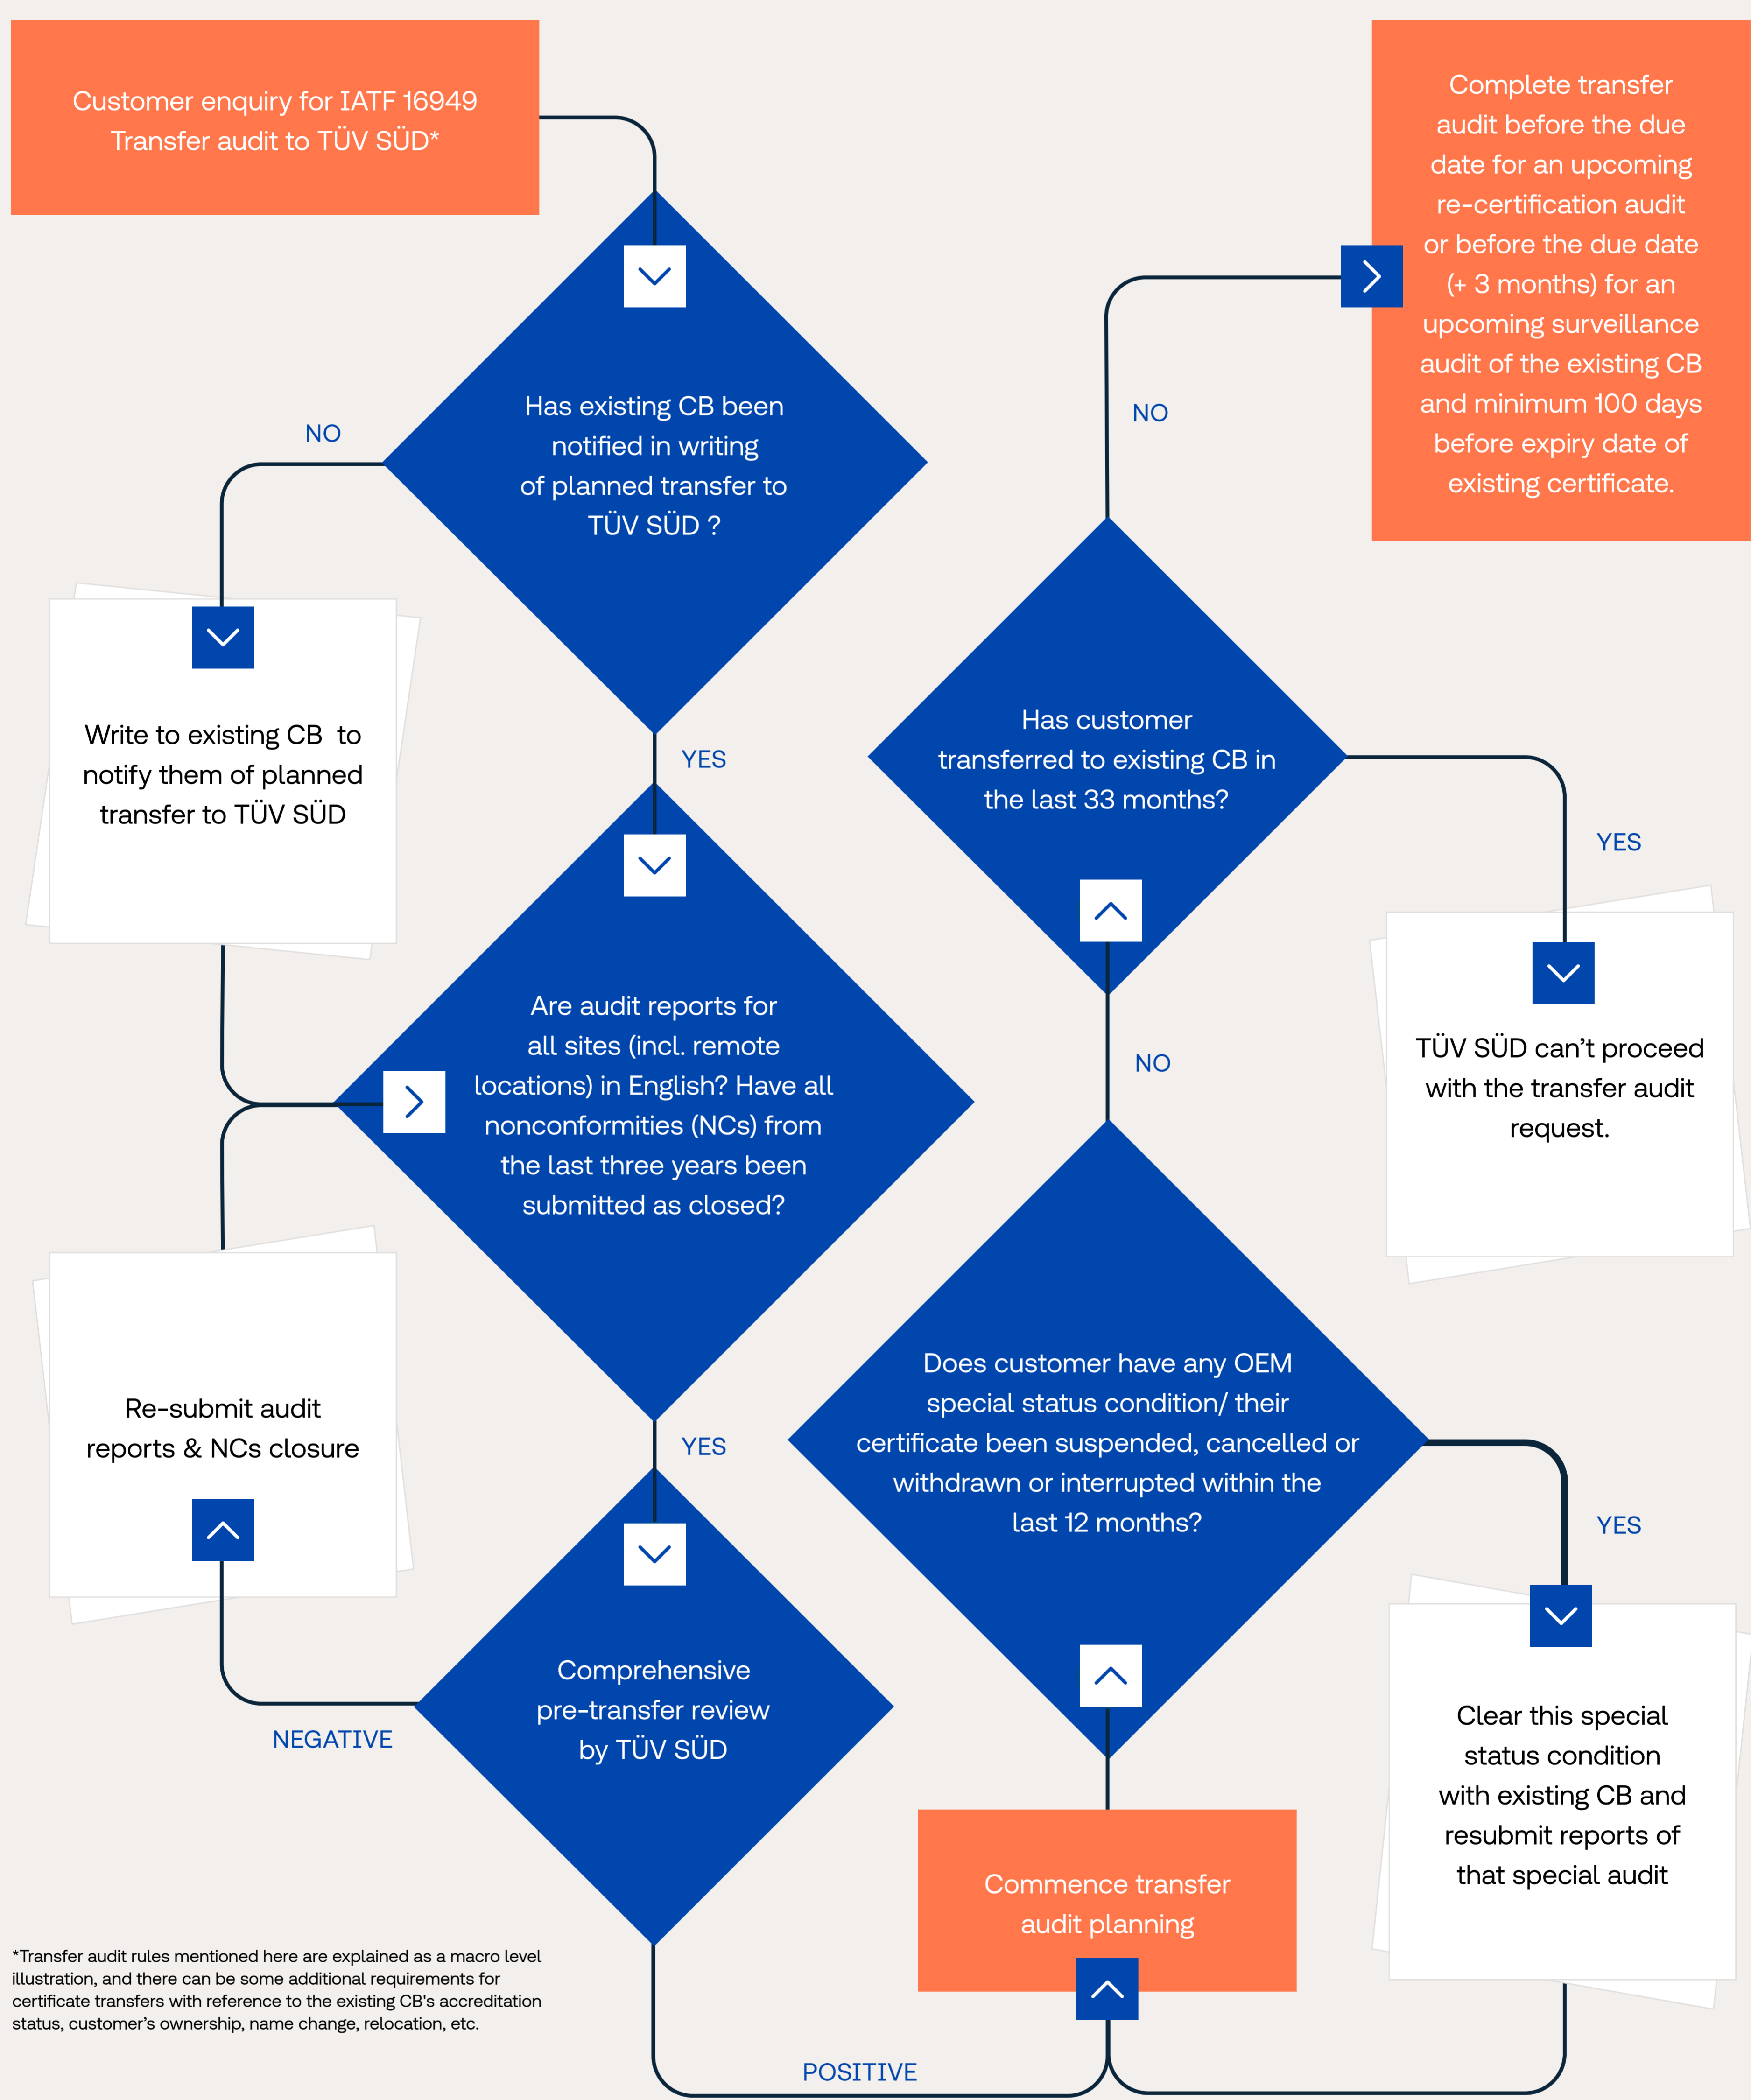 Customer enquiry for IATF 16949
Transfer audit to TÜV SÜD*
Has existing CB been
notified in writing
of planned transfer to
TÜV SÜD ?
NO
Write to existing CB to
notify them of planned
transfer to TÜV SÜD
YES
Are audit reports for
all sites (incl. remote
locations) in English? Have all
nonconformities (NCs) from
the last three years been
submitted as closed?
Re-submit audit
reports & NCs closure
YES
Comprehensive
pre-transfer review
by TÜV SÜD
NEGATIVE
POSITIVE
Commence transfer
audit planning
Does customer have any OEM
special status condition/ their
certificate been suspended, cancelled or
withdrawn or interrupted within the
last 12 months?
YES
Clear this special
status condition
with existing CB and
resubmit reports of
that special audit
NO
Has customer
transferred to existing CB in
the last 33 months?
YES
TÜV SÜD can’t proceed
with the transfer audit
request.
NO
Complete transfer
audit before the due
date for an upcoming
re-certification audit
or before the due date
(+ 3 months) for an
upcoming surveillance
audit of the existing CB
and minimum 100 days
before expiry date of
existing certificate.
*Transfer audit rules mentioned here are explained as a macro level
illustration, and there can be some additional requirements for
certificate transfers with reference to the existing CB's accreditation
status, customer’s ownership, name change, relocation, etc.